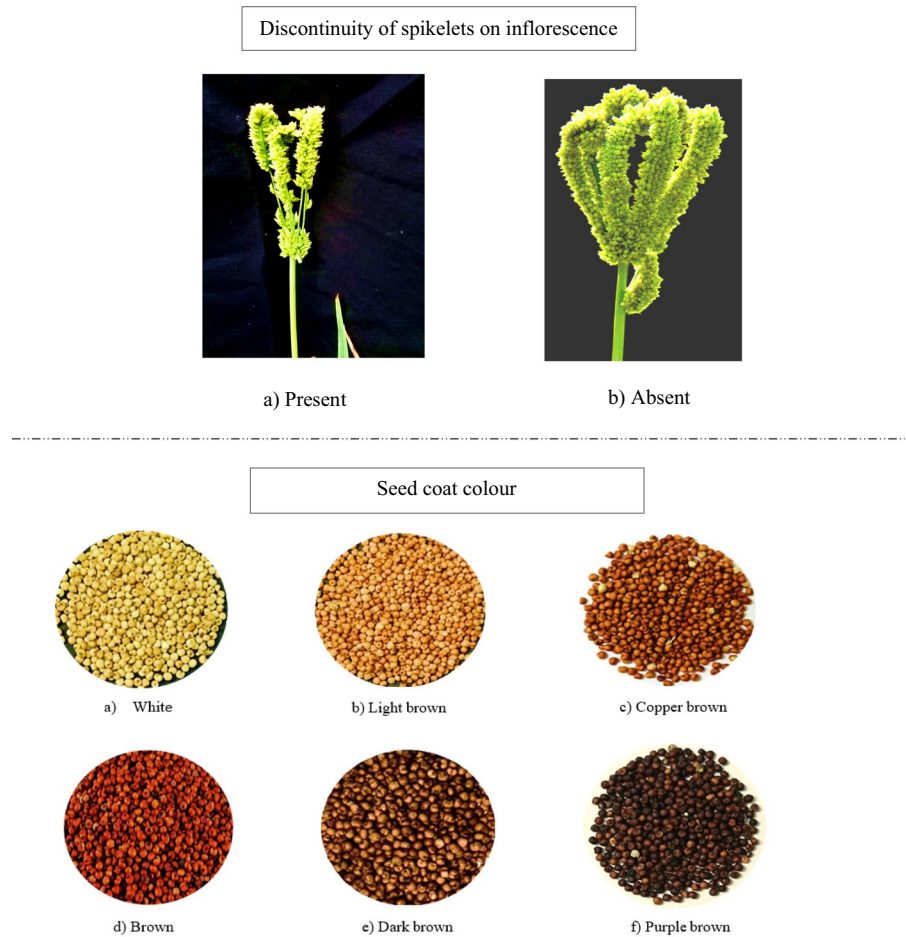 Discontinuity of spikelets on inflorescence
a) Present
b) Absent
Seed coat colour
a) White
b) Light brown
c) Copper brown
d) Brown
e) Dark brown
f) Purple brown